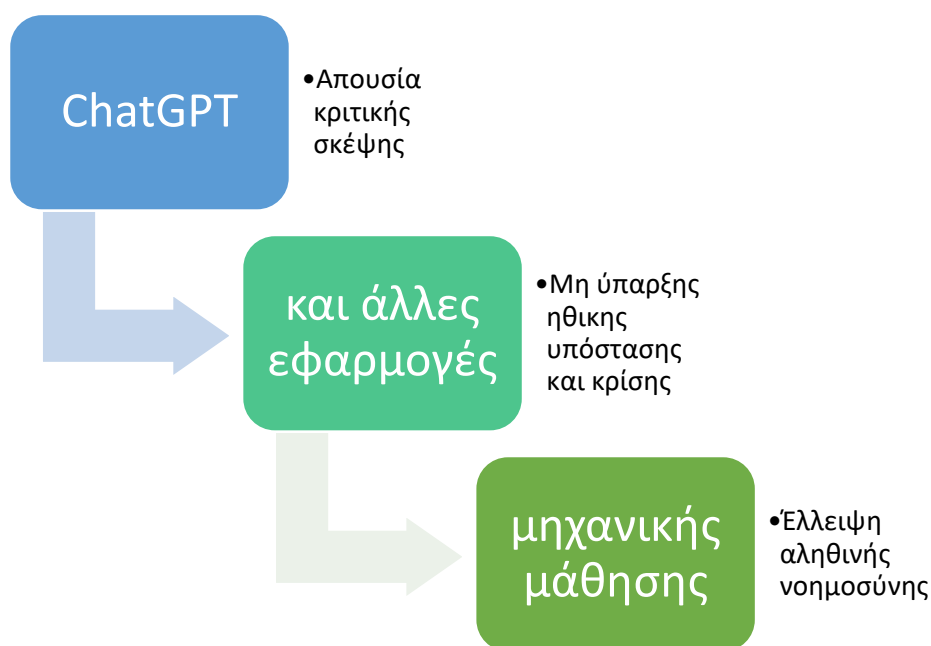 ChatGPT
•Απουσία
κριτικής
σκέψης
και άλλες
εφαρμογές
•Μη ύπαρξης
ηθικης
υπόστασης
και κρίσης
μηχανικής
μάθησης
•Έλλειψη
αληθινής
νοημοσύνης